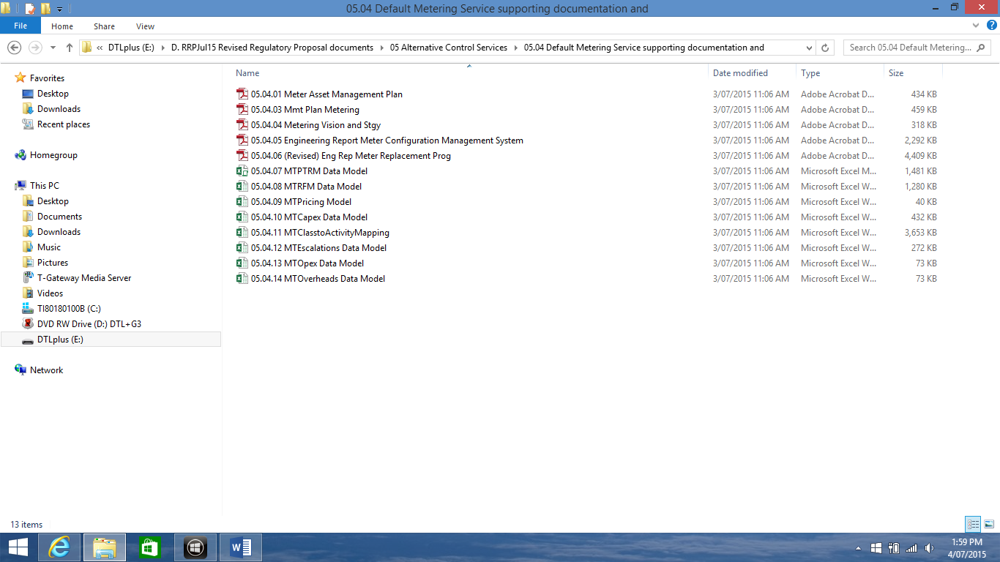 05.04 Default Metering Service supporting documentation and
File Home Share View
« DTLplus (E:) D. RRPJul15 Revised Regulatory Proposal documents 05 Alternative Control Services 05.04 Default Metering Service supporting documentation and Search 05.04 Default Metering...
Name Date modified Type Size
Favorites
Desktop
Downloads
Recent places
Homegroup
This PC
Desktop
Documents
Downloads
Music
Pictures
T-Gateway Media Server
Videos
TI80180100B (C:)
DVD RW Drive (D:) DTL+G3
DTLplus (E:)
Network
05.04.01 Meter Asset Management Plan 3/07/2015 11:06 AM Adobe Acrobat D... 434 KB
05.04.03 Mmt Plan Metering 3/07/2015 11:06 AM Adobe Acrobat D... 459 KB
05.04.04 Metering Vision and Stgy 3/07/2015 11:06 AM Adobe Acrobat D... 318 KB
05.04.05 Engineering Report Meter Configuration Management System 3/07/2015 11:06 AM Adobe Acrobat D... 2,292 KB
05.04.06 (Revised) Eng Rep Meter Replacement Prog 3/07/2015 11:06 AM Adobe Acrobat D... 4,409 KB
05.04.07 MTPTRM Data Model 3/07/2015 11:06 AM Microsoft Excel M... 1,481 KB
05.04.08 MTRFM Data Model 3/07/2015 11:06 AM Microsoft Excel W... 1,280 KB
05.04.09 MTPricing Model 3/07/2015 11:06 AM Microsoft Excel W... 40 KB
05.04.10 MTCapex Data Model 3/07/2015 11:06 AM Microsoft Excel W... 432 KB
05.04.11 MTClasstoActivityMapping 3/07/2015 11:06 AM Microsoft Excel W... 3,653 KB
05.04.12 MTEscalations Data Model 3/07/2015 11:06 AM Microsoft Excel W... 272 KB
05.04.13 MTOpex Data Model 3/07/2015 11:06 AM Microsoft Excel W... 73 KB
05.04.14 MTOverheads Data Model 3/07/2015 11:06 AM Microsoft Excel W... 73 KB
13 items
1:59 PM
4/07/2015